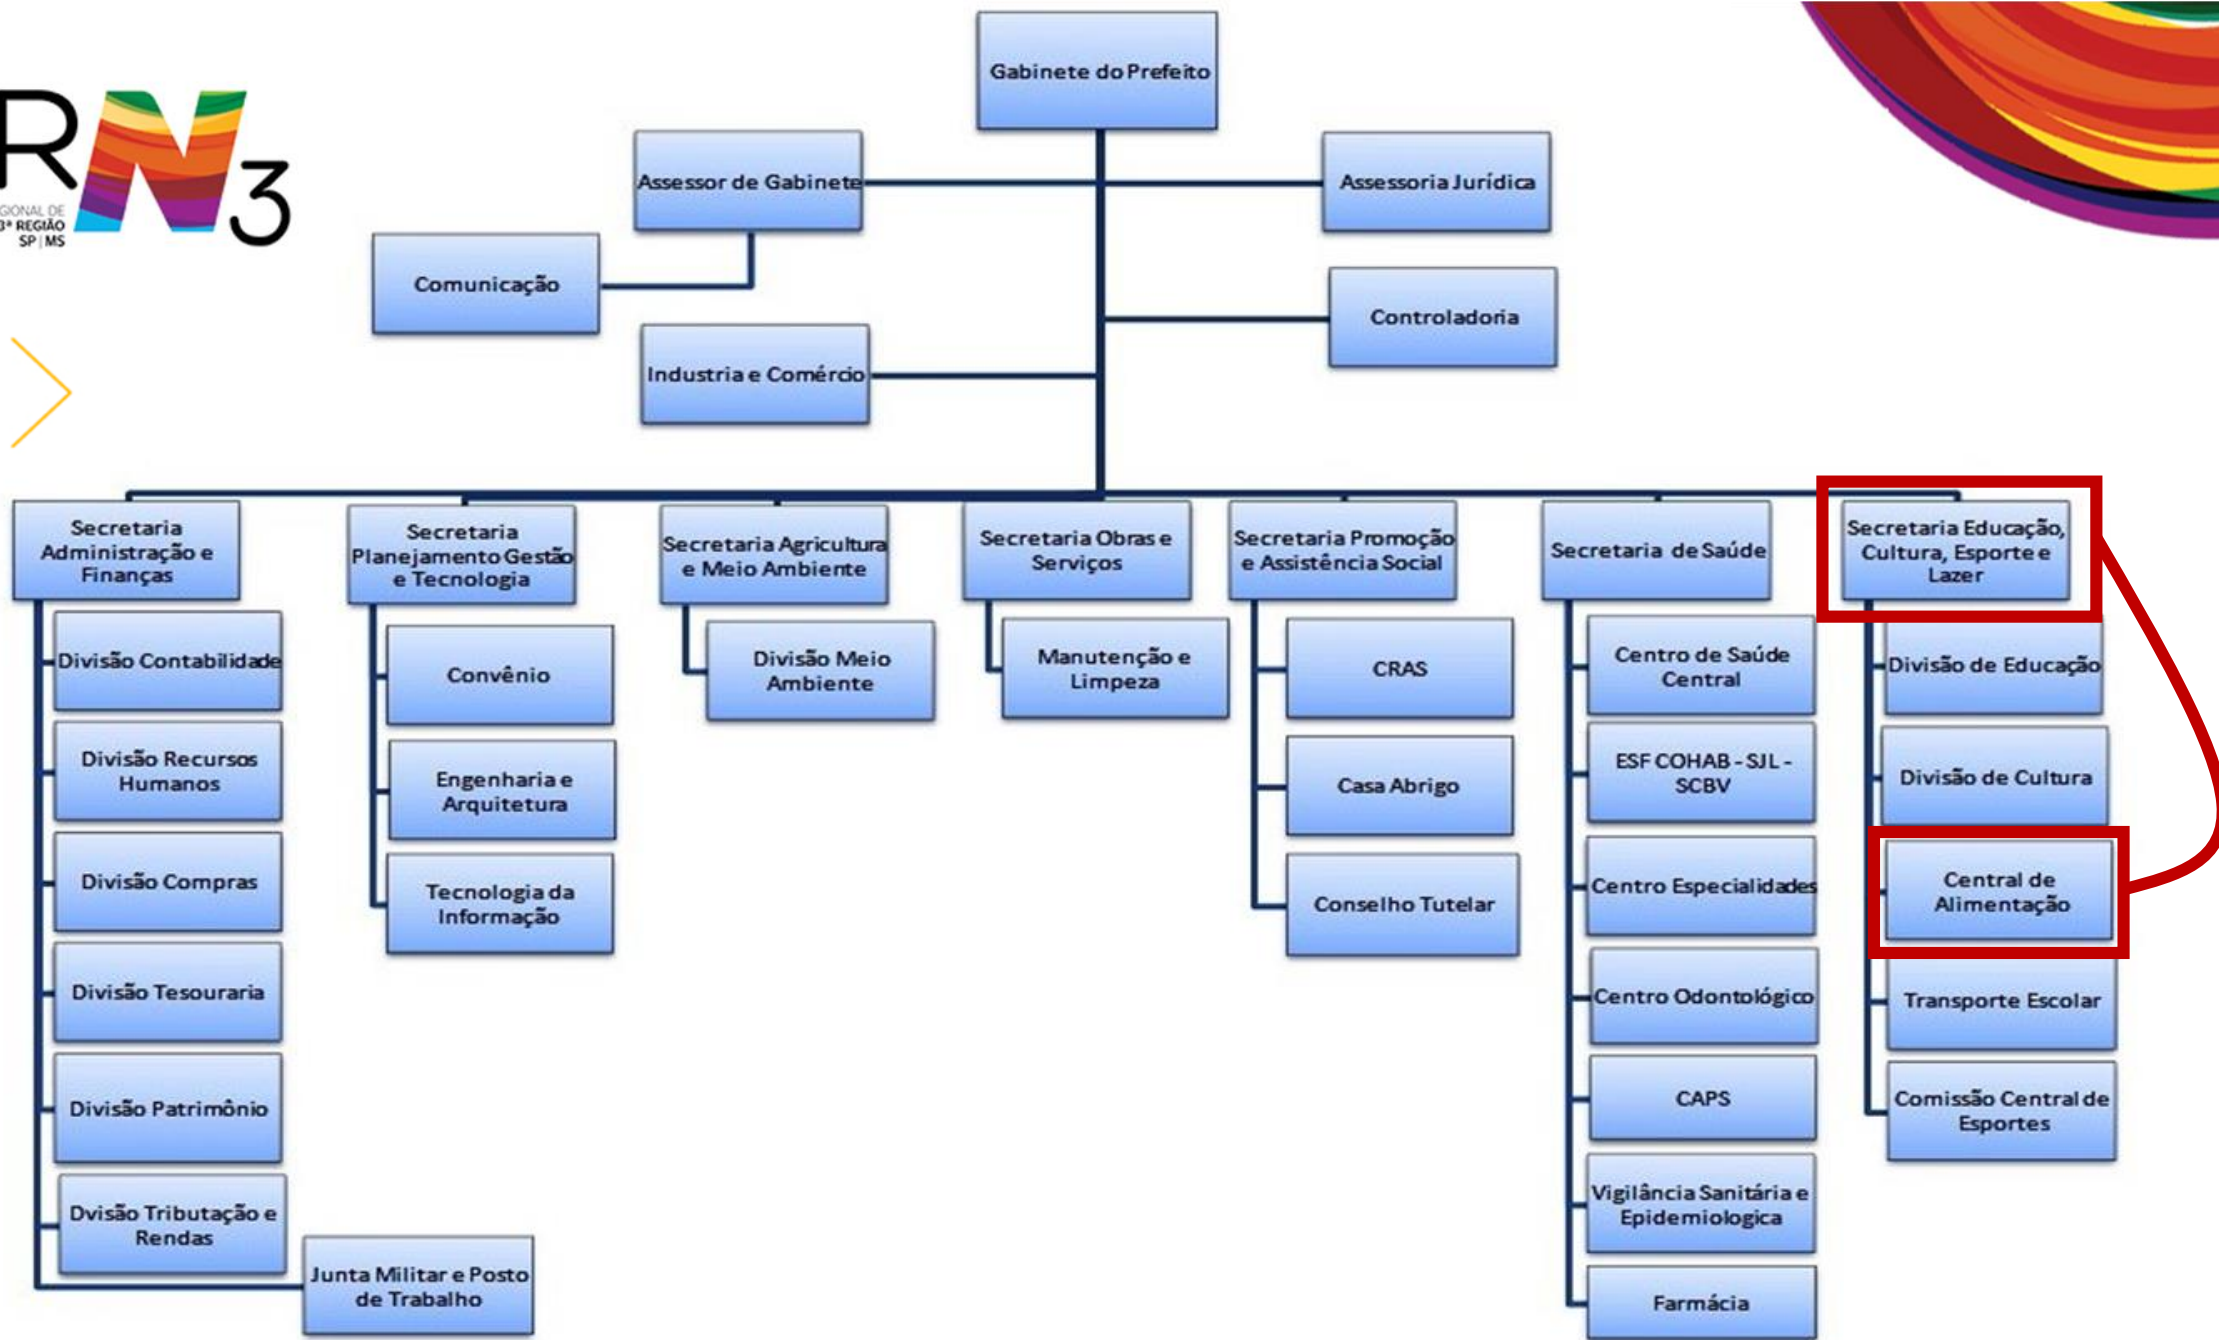 Gabinete do Prefeito
RN3
GIONAL DE
3ª REGIÃO
SP | MS
Assessor de Gabinete
Assessoria Jurídica
Comunicação
Controladoria
Industria e Comércio
Secretaria
Administração e
Finanças
Divisão Contabilidade
Divisão Recursos
Humanos
Divisão Compras
Divisão Tesouraria
Divisão Patrimônio
Dvisão Tributação e
Rendas
Junta Militar e Posto
de Trabalho
Secretaria
Planejamento Gestão
e Tecnologia
Convênio
Engenharia e
Arquitetura
Tecnologia da
Informação
Secretaria Agricultura
e Meio Ambiente
Divisão Meio
Ambiente
Secretaria Obras e
Serviços
Manutenção e
Limpeza
Secretaria Promoção
e Assistência Social
CRAS
Casa Abrigo
Conselho Tutelar
Secretaria de Saúde
Centro de Saúde
Central
ESF COHAB - SJL -
SCBV
Centro Especialidades
Centro Odontológico
CAPS
Vigilância Sanitária e
Epidemiologica
Farmácia
Secretaria Educação,
Cultura, Esporte e
Lazer
Divisão de Educação
Divisão de Cultura
Central de
Alimentação
Transporte Escolar
Comissão Central de
Esportes